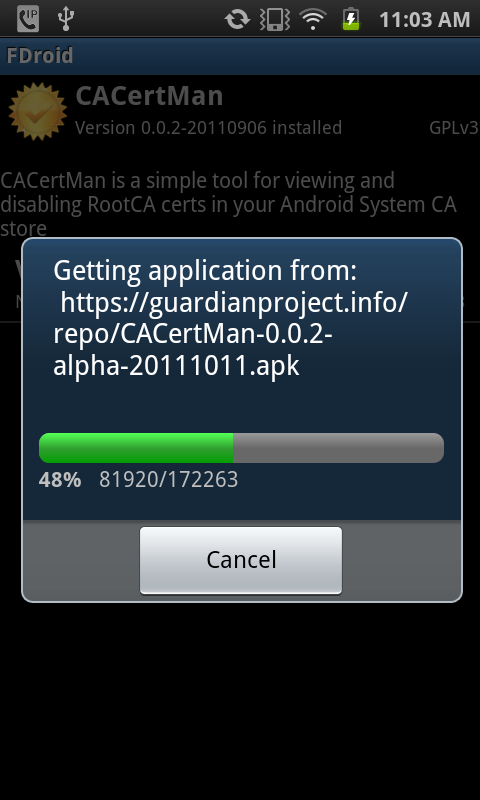 IP
11:03 AM
FDroid
CACertMan
Version 0.0.2-20110906 installed GPLv3
CACertMan is a simple tool for viewing and
disabling RootCA certs in your Android System CA
store
Getting application from:
https://guardianproject.info/
repo/CACertMan-0.0.2-
alpha-20111011.apk
48% 81920/172263
Cancel